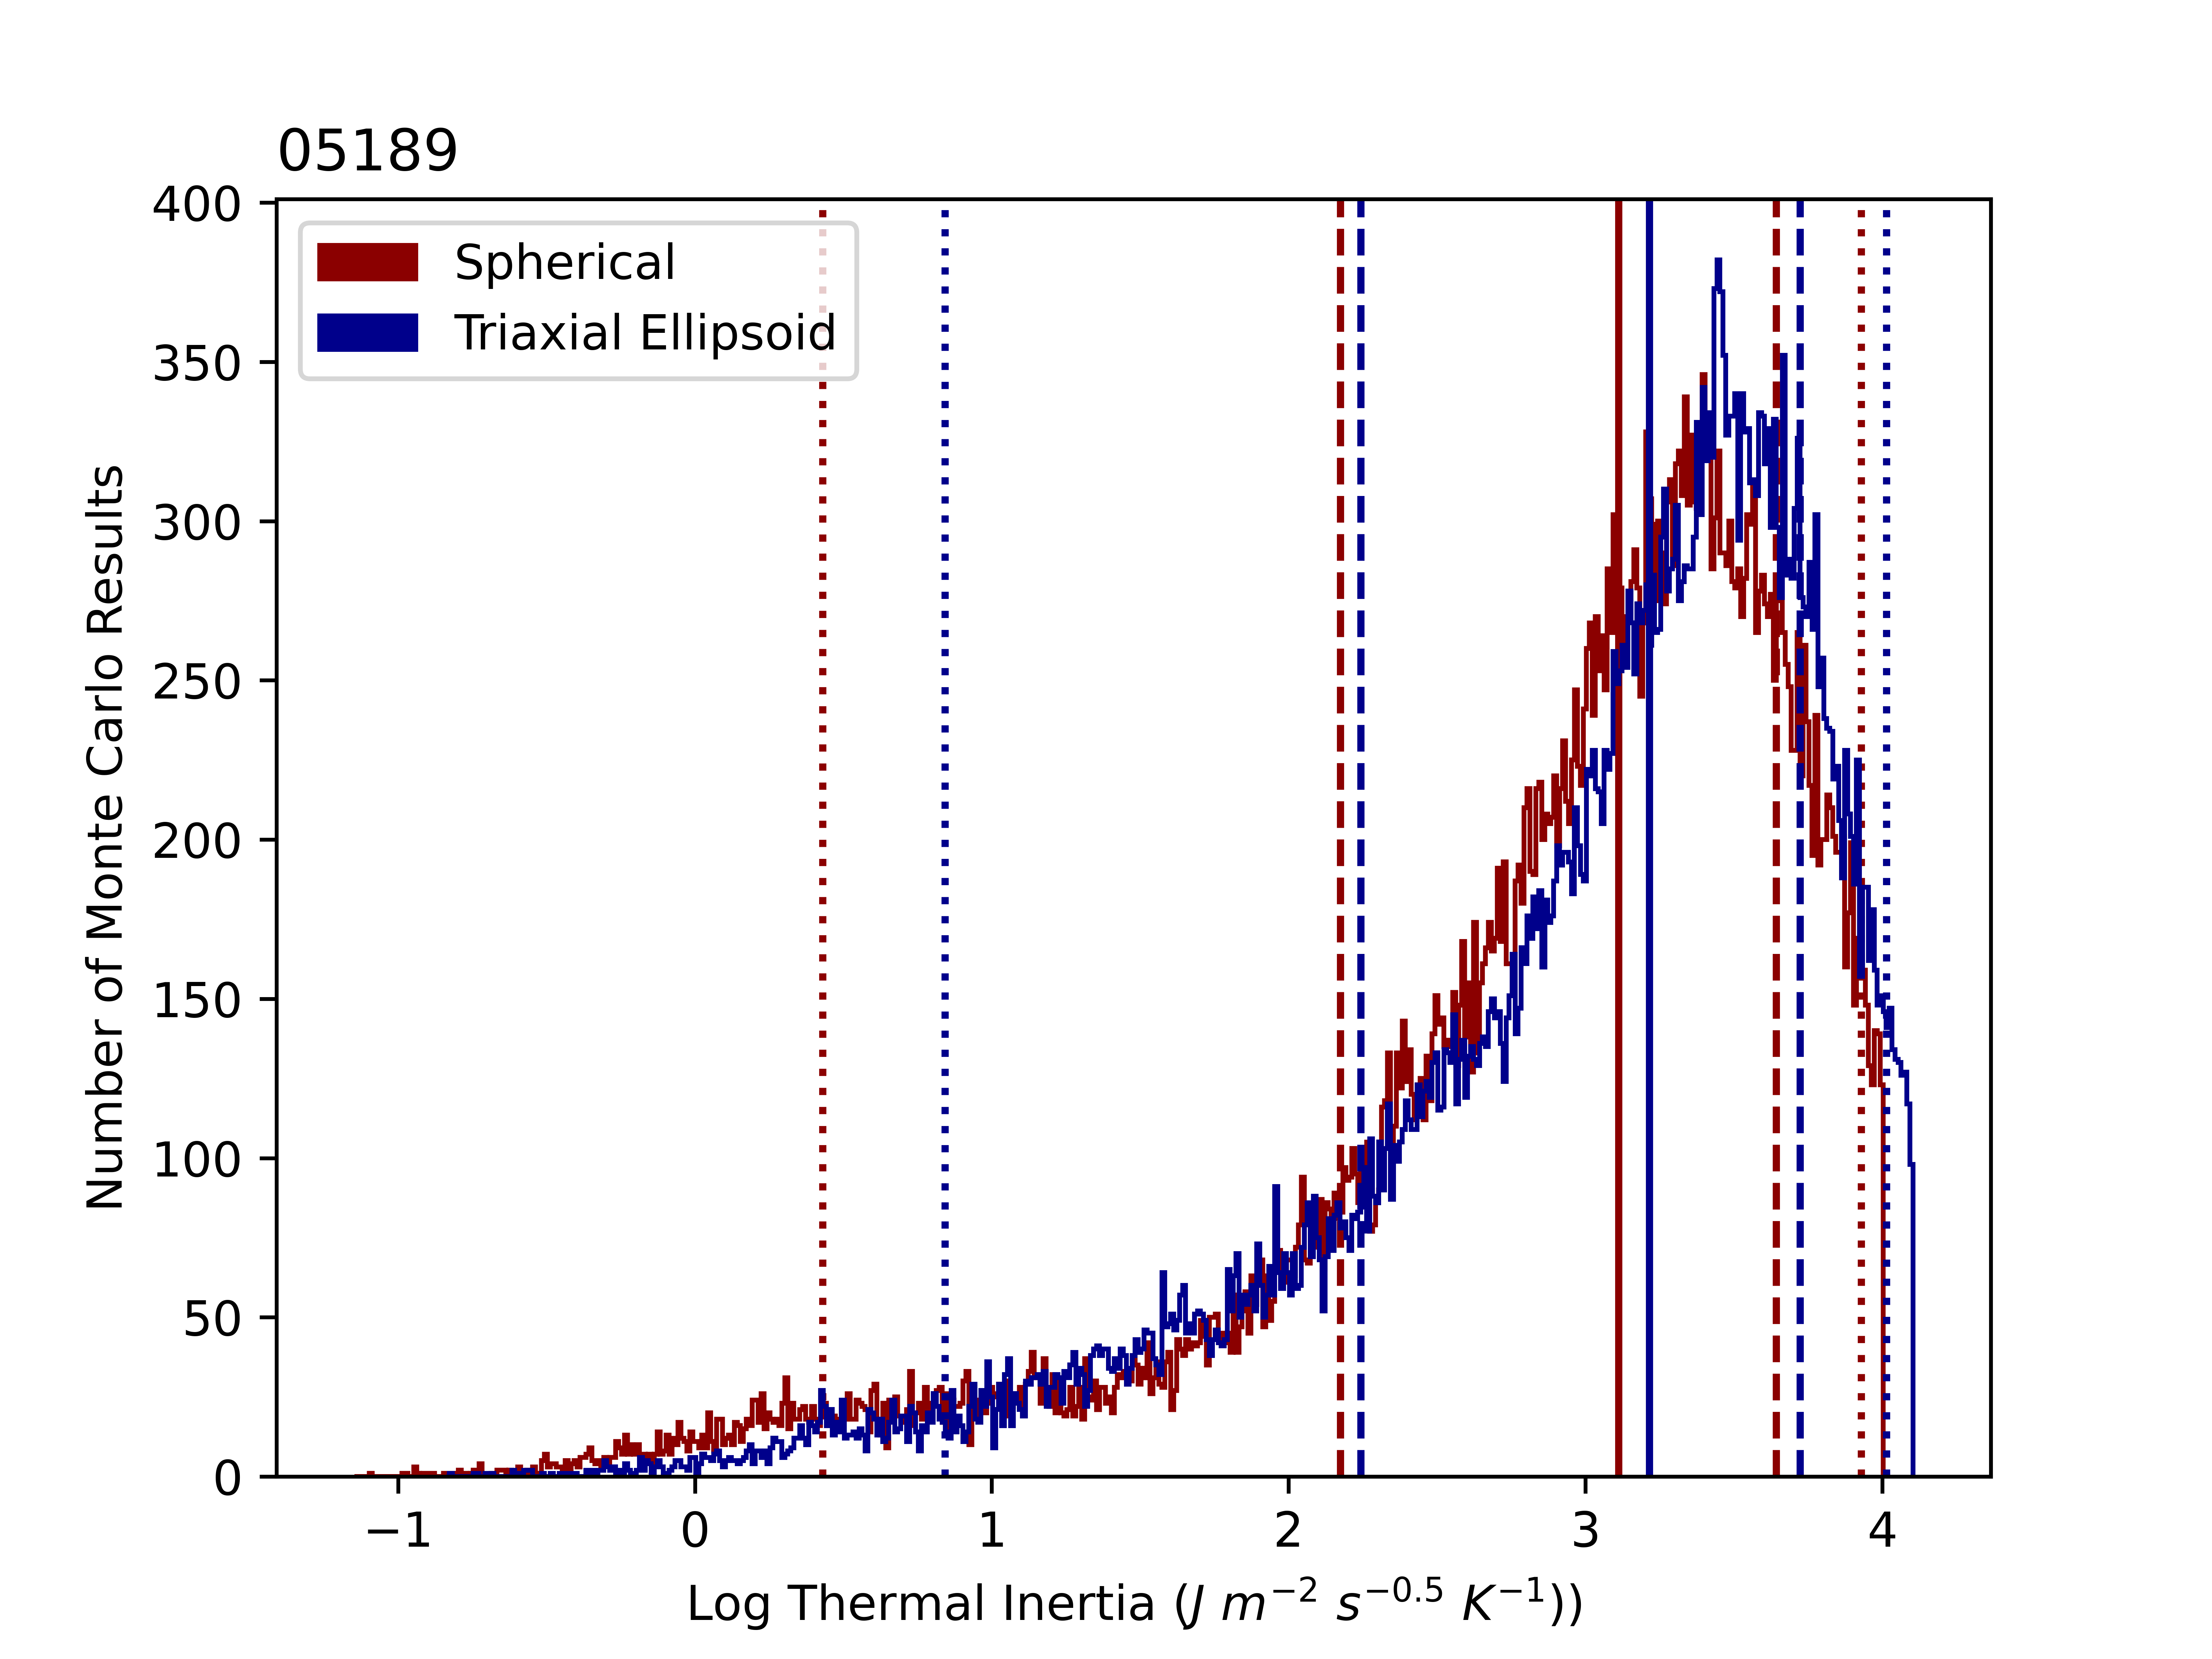 05189
400
350
300
250
200
150
100
50
0
Number of Monte Carlo Results
Spherical
Triaxial Ellipsoid
−1 0 1 2 3 4
Log Thermal Inertia (J m⁻² s⁻⁰·⁵ K⁻¹))